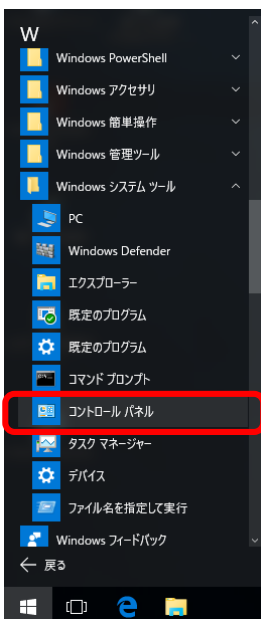 W
Windows PowerShell
Windows アクセサリ
Windows 簡単操作
Windows 管理ツール
Windows システム ツール
PC
Windows Defender
エクスプローラー
既定のプログラム
既定のプログラム
コマンド プロンプト
コントロール パネル
タスク マネージャー
デバイス
ファイル名を指定して実行
Windows フィードバック
戻る